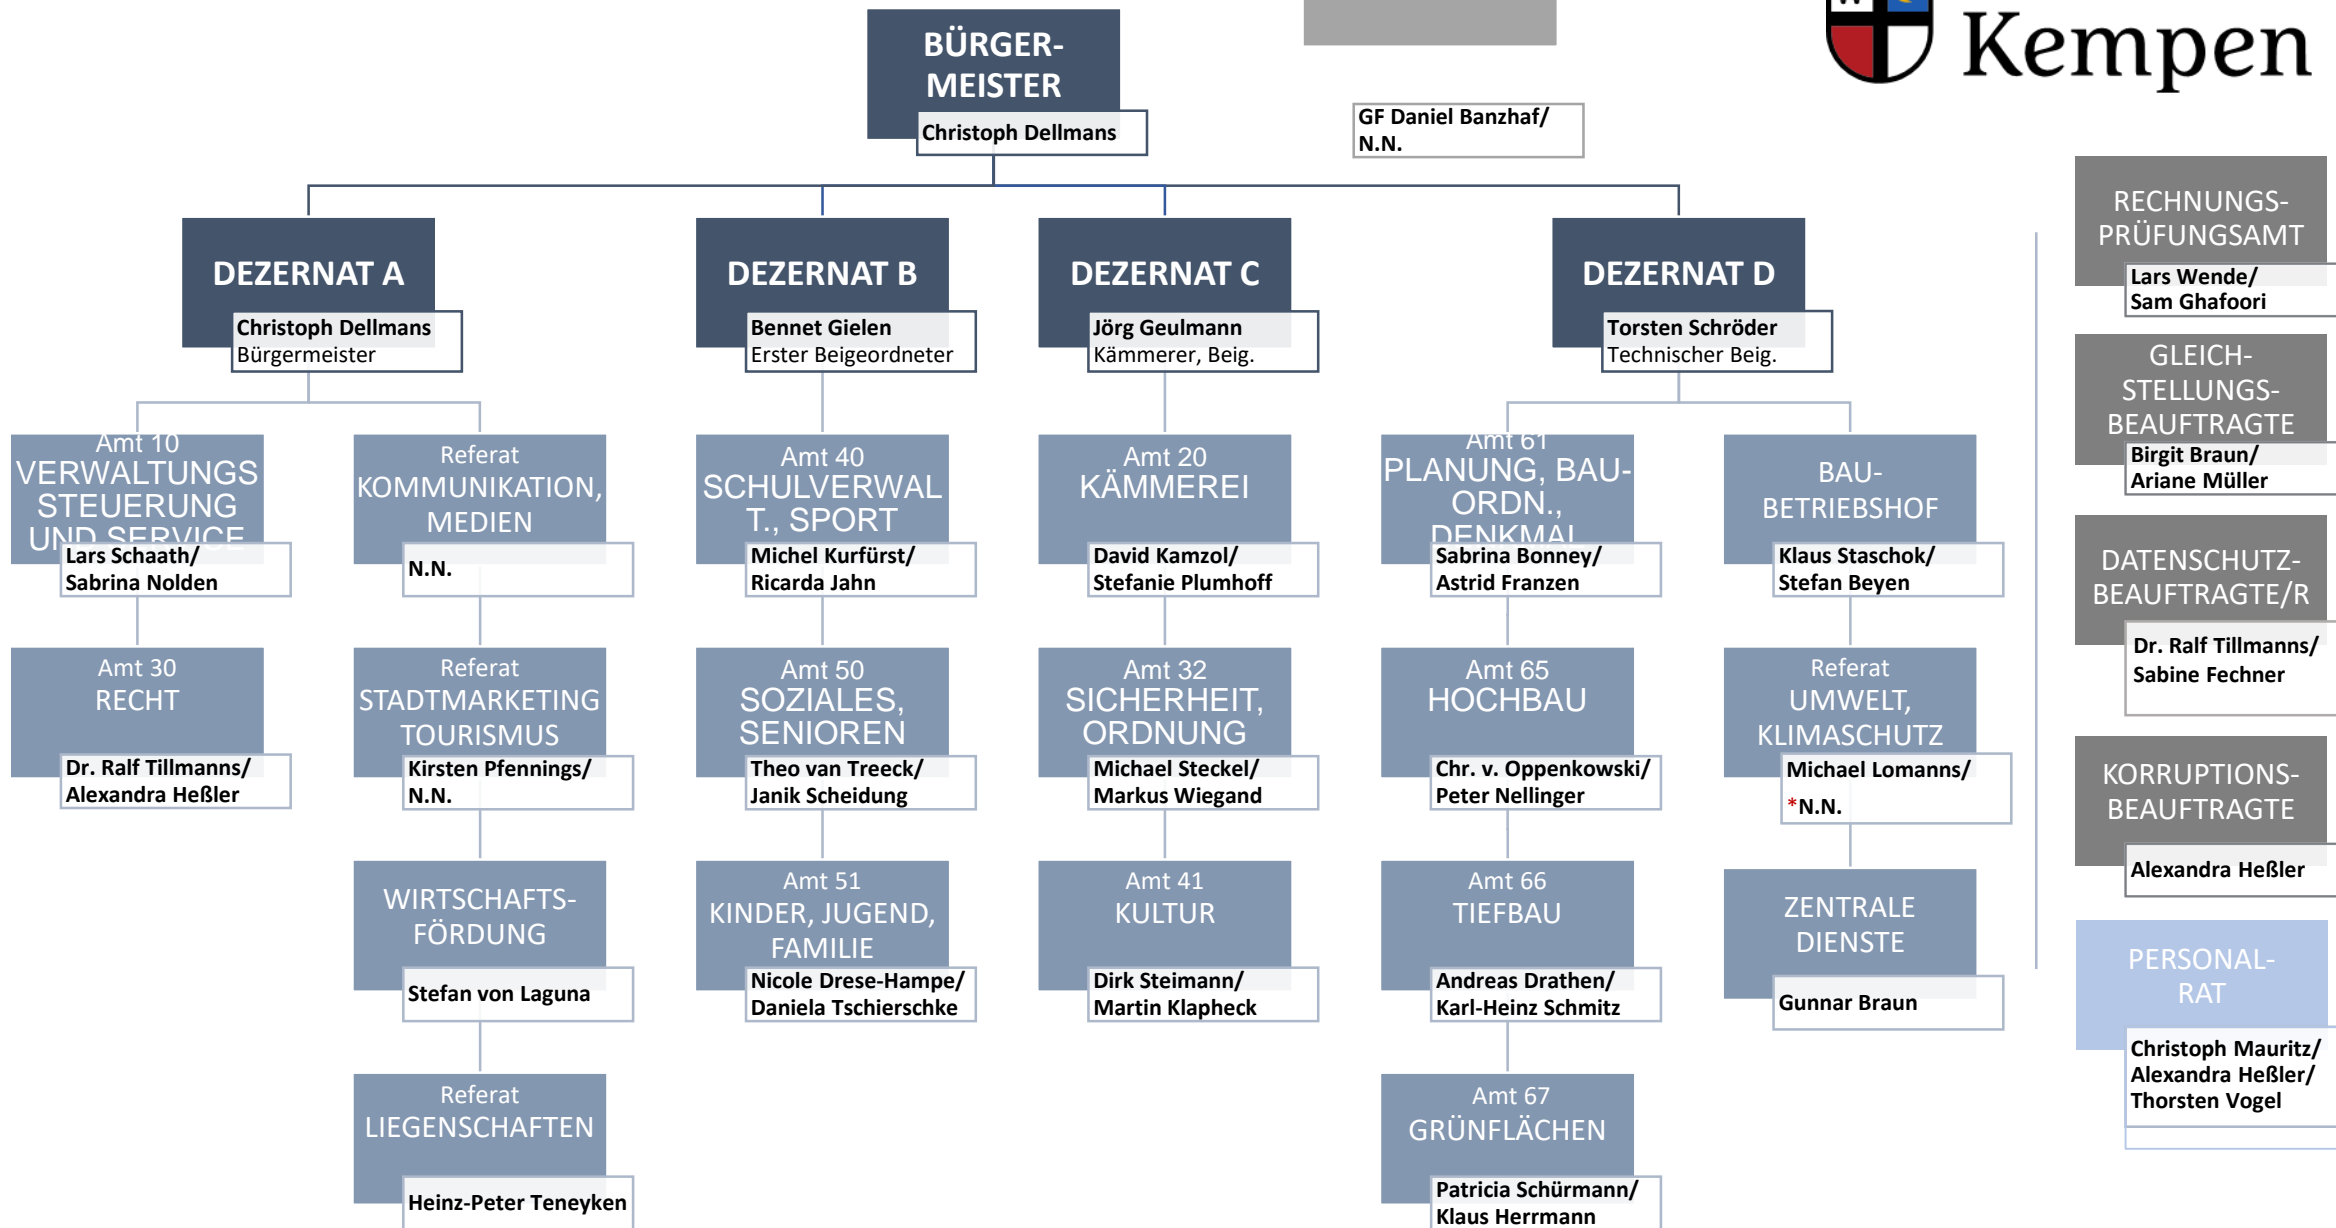 BÜRGER-
MEISTER
Christoph Dellmans
GF Daniel Banzhaf/
N.N.
W
Kempen
DEZERNAT A
Christoph Dellmans
Bürgermeister
DEZERNAT B
Bennet Gielen
Erster Beigeordneter
DEZERNAT C
Jörg Geulmann
Kämmerer, Beig.
DEZERNAT D
Torsten Schröder
Technischer Beig.
Amt 10
VERWALTUNGS
STEUERUNG
UND SERVICE
Lars Schaath/
Sabrina Nolden
Amt 30
RECHT
Dr. Ralf Tillmanns/
Alexandra Heßler
Referat
KOMMUNIKATION,
MEDIEN
N.N.
Referat
STADTMARKETING
TOURISMUS
Kirsten Pfennings/
N.N.
WIRTSCHAFTS-
FÖRDUNG
Stefan von Laguna
Referat
LIEGENSCHAFTEN
Heinz-Peter Teneyken
Amt 40
SCHULVERWAL
T., SPORT
Michel Kurfürst/
Ricarda Jahn
Amt 50
SOZIALES,
SENIOREN
Theo van Treeck/
Janik Scheidung
Amt 51
KINDER, JUGEND,
FAMILIE
Nicole Drese-Hampe/
Daniela Tschierschke
Amt 20
KÄMMEREI
David Kamzol/
Stefanie Plumhoff
Amt 32
SICHERHEIT,
ORDNUNG
Michael Steckel/
Markus Wiegand
Amt 41
KULTUR
Dirk Steimann/
Martin Klapheck
Amt 61
PLANUNG, BAU-
ORDN.,
DENKMAL
Sabrina Bonney/
Astrid Franzen
Amt 65
HOCHBAU
Chr. v. Oppenkowski/
Peter Nellinger
Amt 66
TIEFBAU
Andreas Drathen/
Karl-Heinz Schmitz
Amt 67
GRÜNFLÄCHEN
Patricia Schürmann/
Klaus Herrmann
BAU-
BETRIEBSHOF
Klaus Staschok/
Stefan Beyen
Referat
UMWELT,
KLIMASCHUTZ
Michael Lomanns/
*N.N.
ZENTRALE
DIENSTE
Gunnar Braun
RECHNUNGS-
PRÜFUNGSAMT
Lars Wende/
Sam Ghafoori
GLEICH-
STELLUNGS-
BEAUFTRAGTE
Birgit Braun/
Ariane Müller
DATENSCHUTZ-
BEAUFTRAGTE/R
Dr. Ralf Tillmanns/
Sabine Fechner
KORRUPTIONS-
BEAUFTRAGTE
Alexandra Heßler
PERSONAL-
RAT
Christoph Mauritz/
Alexandra Heßler/
Thorsten Vogel